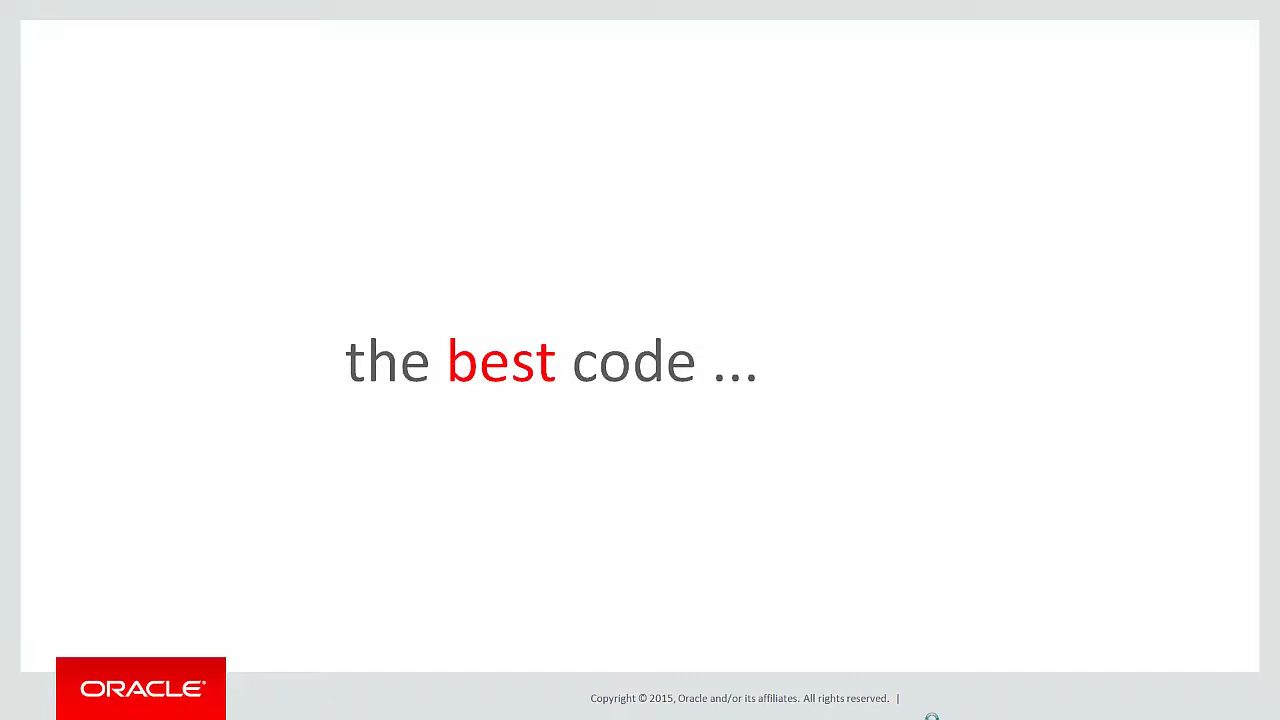 the best code ...
ORACLE®
Copyright © 2015, Oracle and/or its affiliates. All rights reserved. |